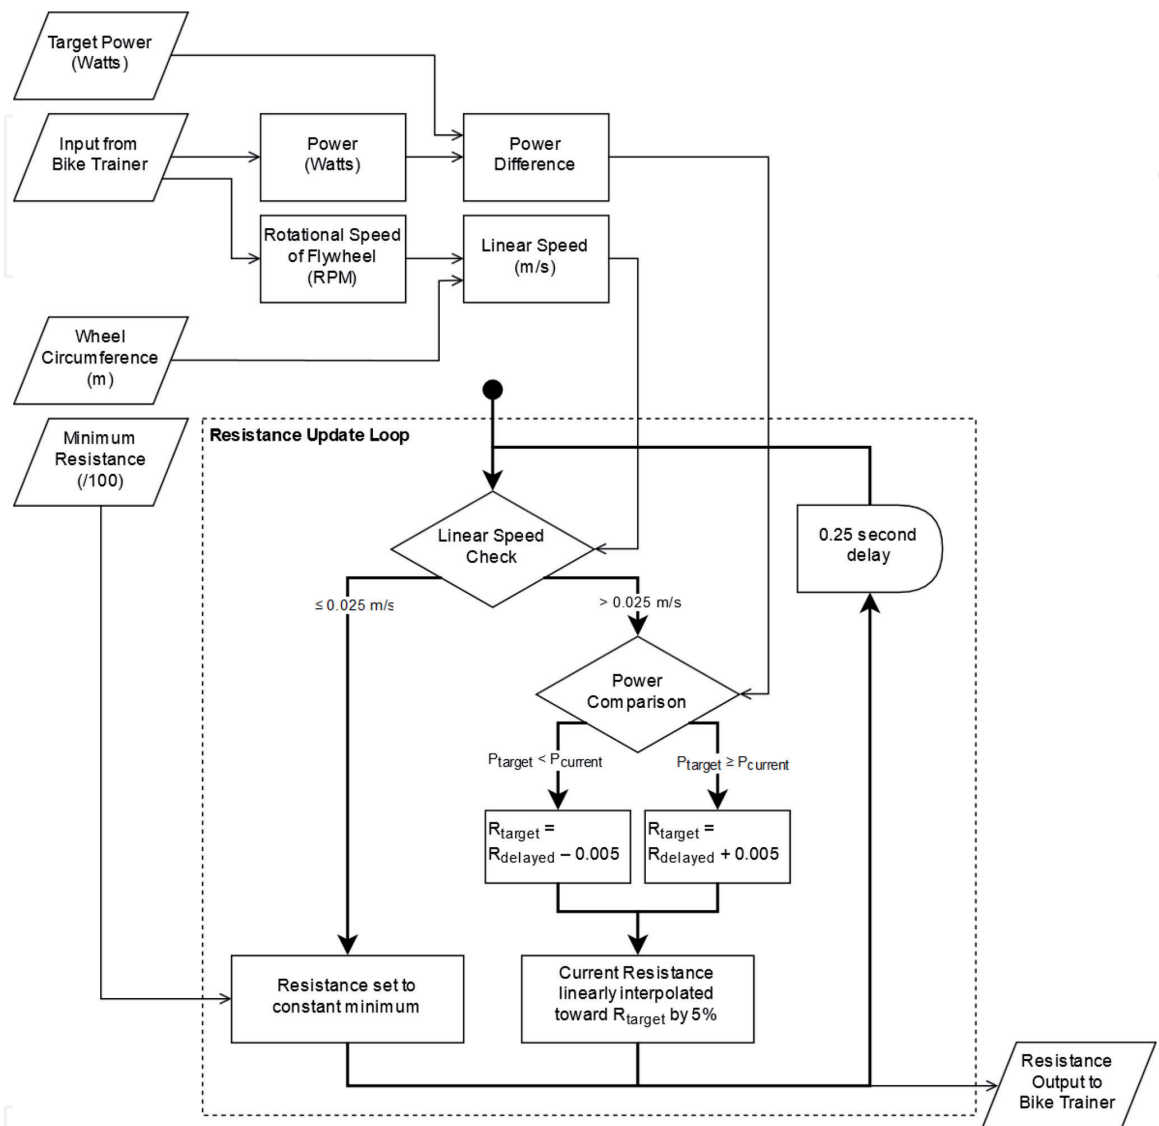 Target Power
(Watts)
Input from
Bike Trainer
Power
(Watts)
Power
Difference
Rotational Speed
of Flywheel
(RPM)
Linear Speed
(m/s)
Wheel
Circumference
(m)
Minimum
Resistance
(/100)
Resistance Update Loop
Linear Speed
Check
0.25 second
delay
≤ 0.025 m/s
> 0.025 m/s
Power
Comparison
Ptarget < Pcurrent
Ptarget ≥ Pcurrent
Rtarget =
Rdelayed – 0.005
Rtarget =
Rdelayed + 0.005
Resistance set to
constant minimum
Current Resistance
linearly interpolated
toward Rtarget by 5%
Resistance
Output to
Bike Trainer